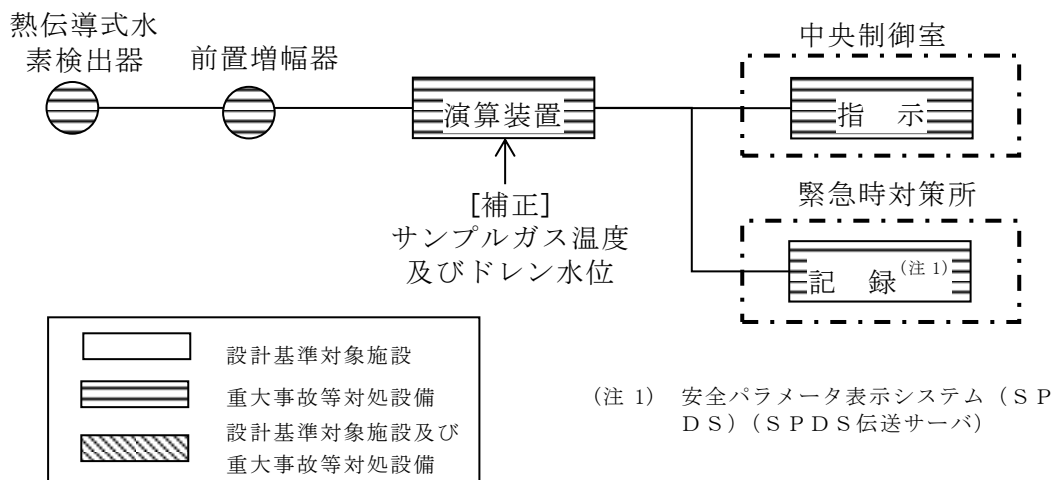 熱伝導式水
素検出器
前置増幅器
演算装置
中央制御室
指　示
[補正]
サンプルガス温度
及びドレン水位
緊急時対策所
記　録(注 1)
設計基準対象施設
重大事故等対処設備
設計基準対象施設及び
重大事故等対処設備
(注 1)　安全パラメータ表示システム（ＳＰ
ＤＳ）（ＳＰＤＳ伝送サーバ）